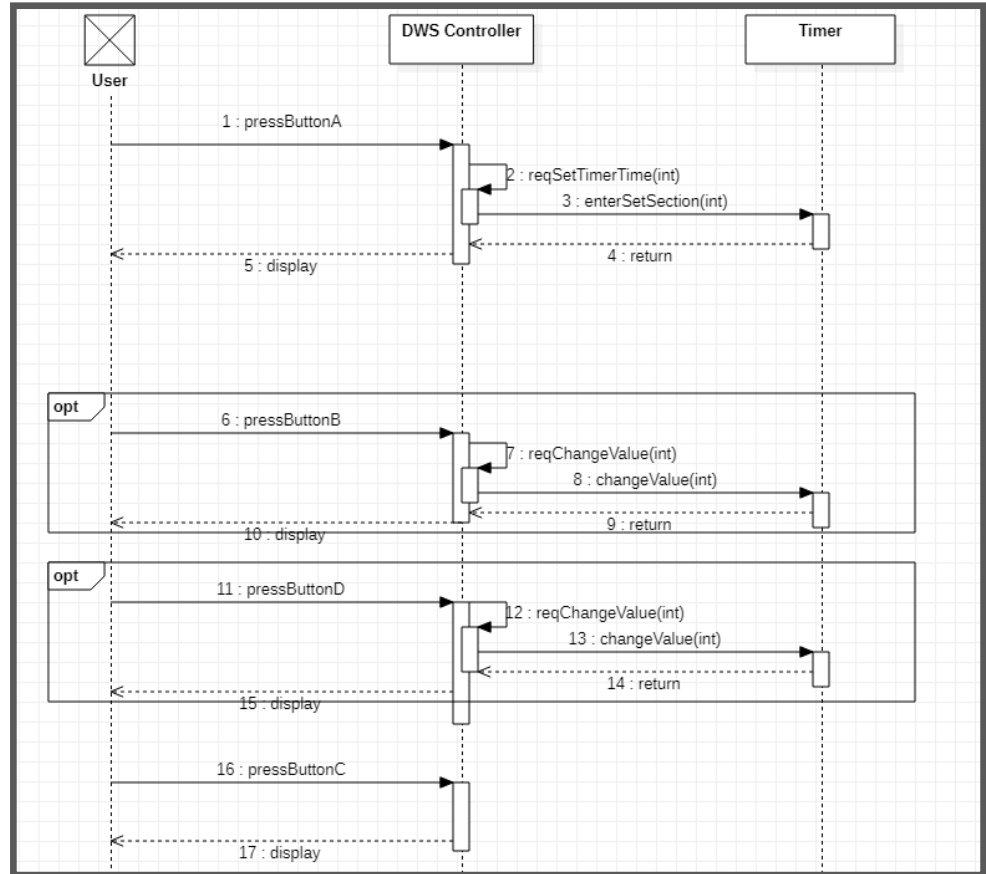 DWS Controller
Timer
User
1 : pressButtonA
2 : reqSetTimerTime(int)
3 : enterSetSection(int)
4 : return
5 : display
opt
6 : pressButtonB
7 : reqChangeValue(int)
8 : changeValue(int)
9 : return
10 : display
opt
11 : pressButtonD
12 : reqChangeValue(int)
13 : changeValue(int)
14 : return
15 : display
16 : pressButtonC
17 : display